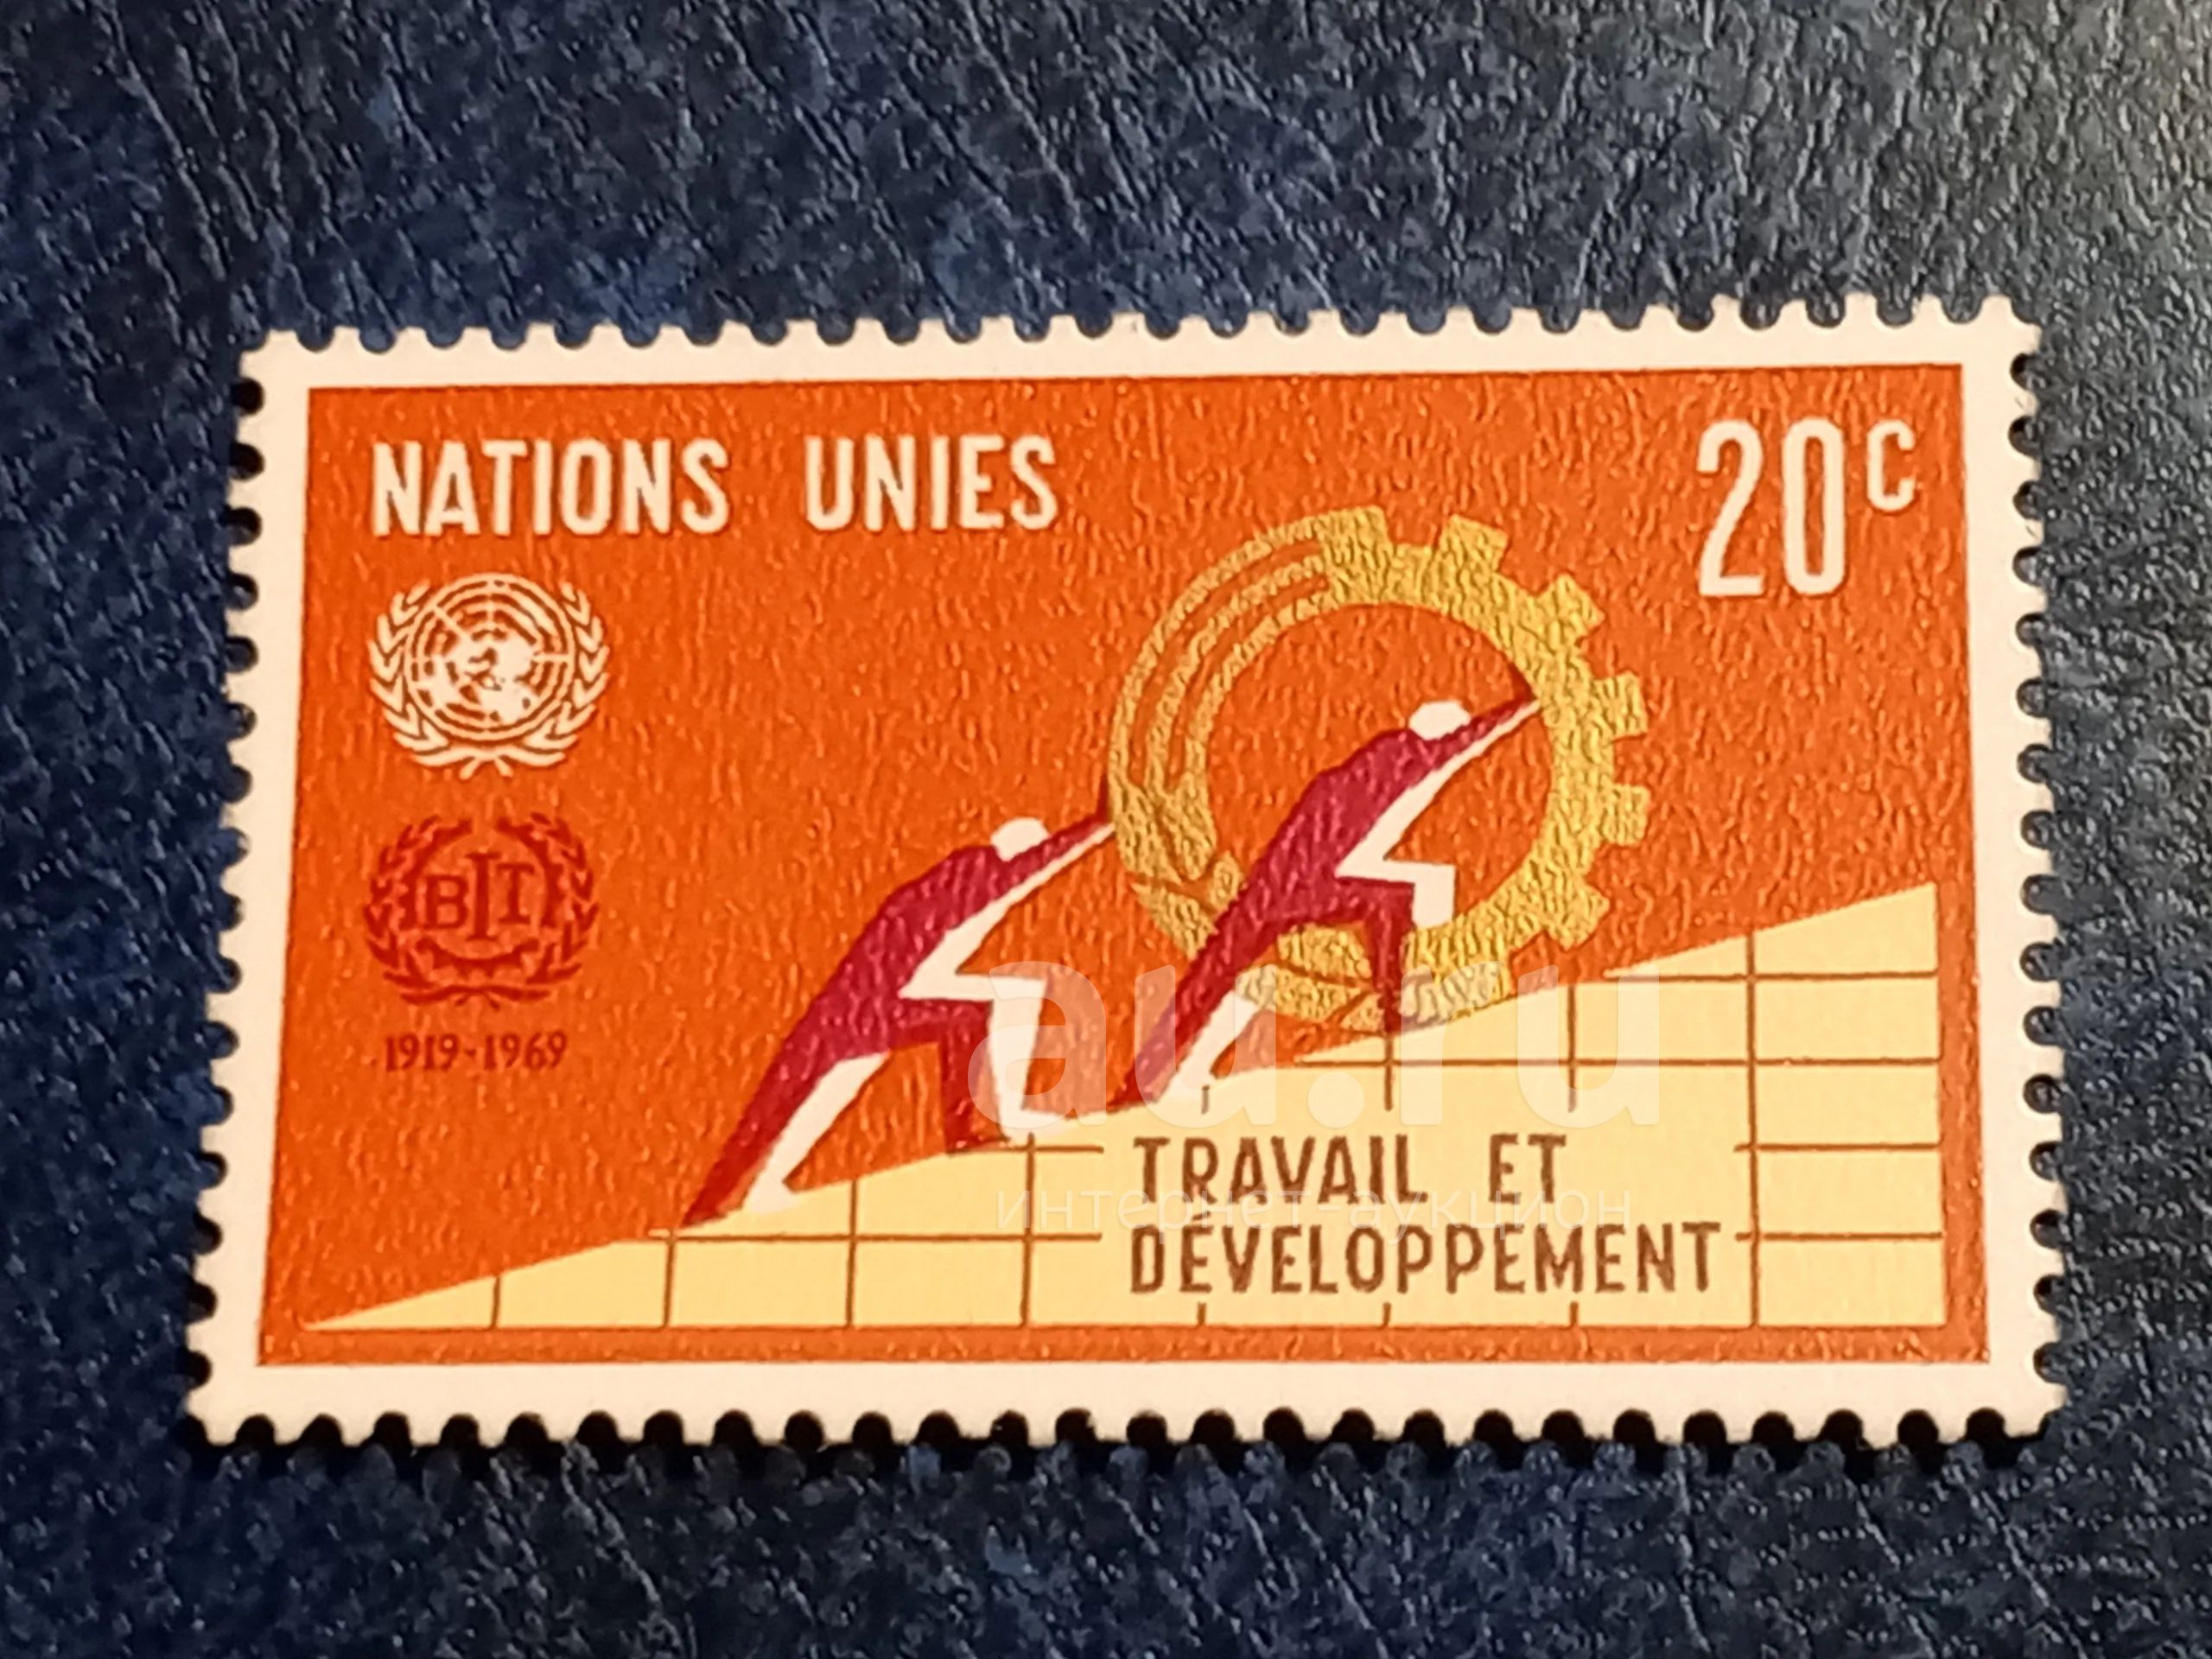 NATIONS UNIES
20c
BIT
1919-1969
au.ru
TRAVAIL ET
интернет-аукцион
DÉVELOPPEMENT